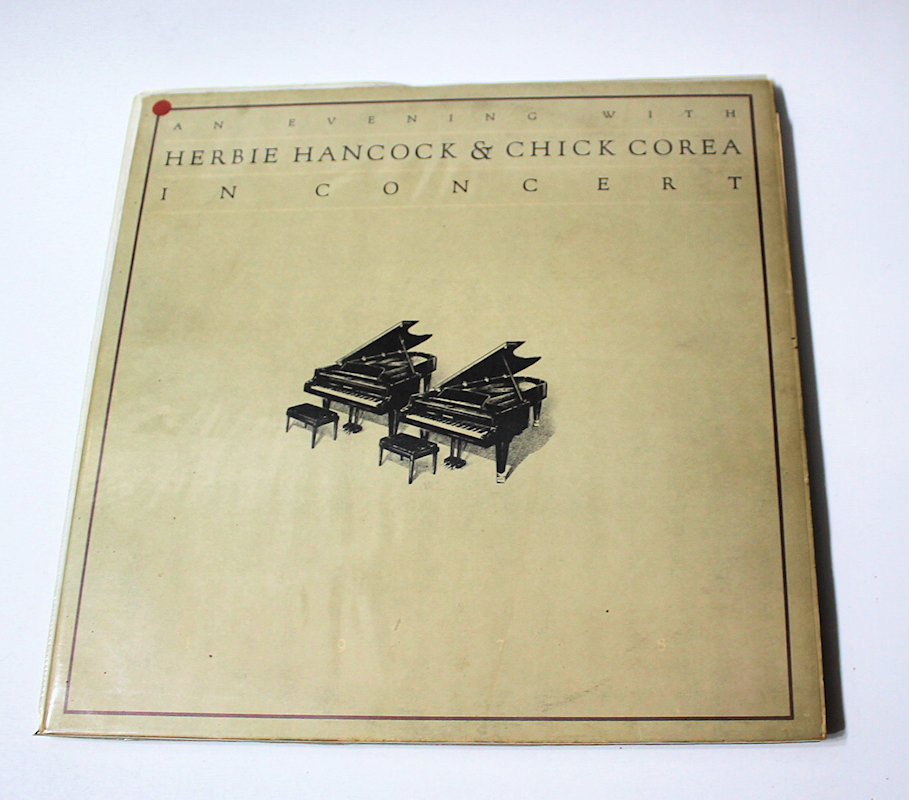 AN EVENING WITH
HERBIE HANCOCK & CHICK COREA
IN CONCERT